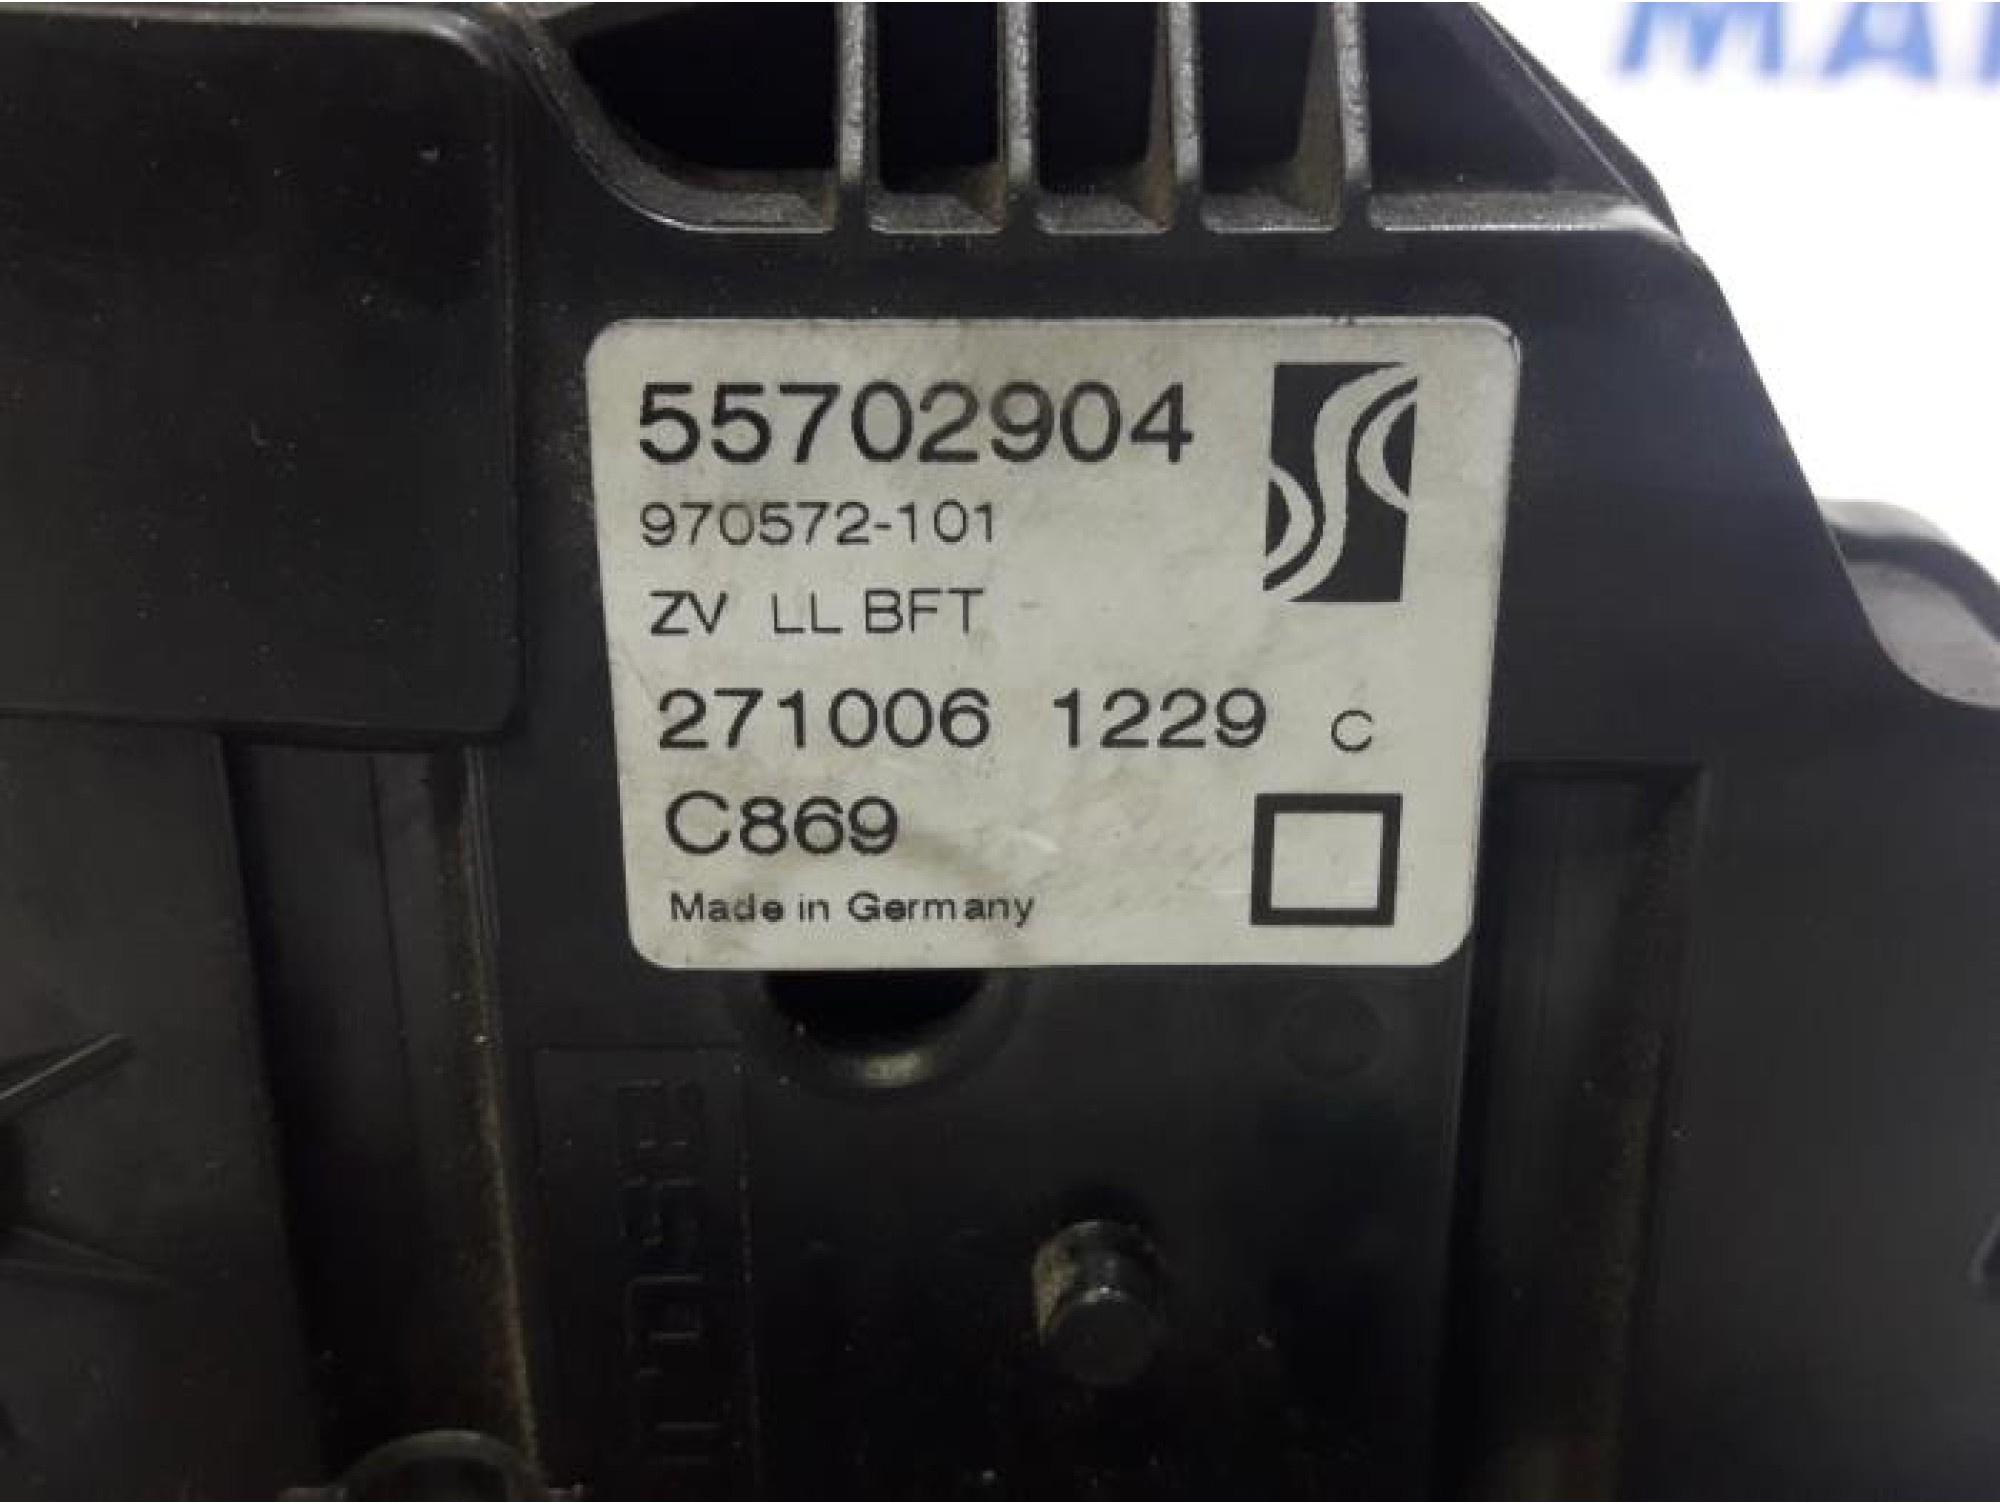 55702904
970572-101
ZV LL BFT
271006 1229 C
C869
Made in Germany